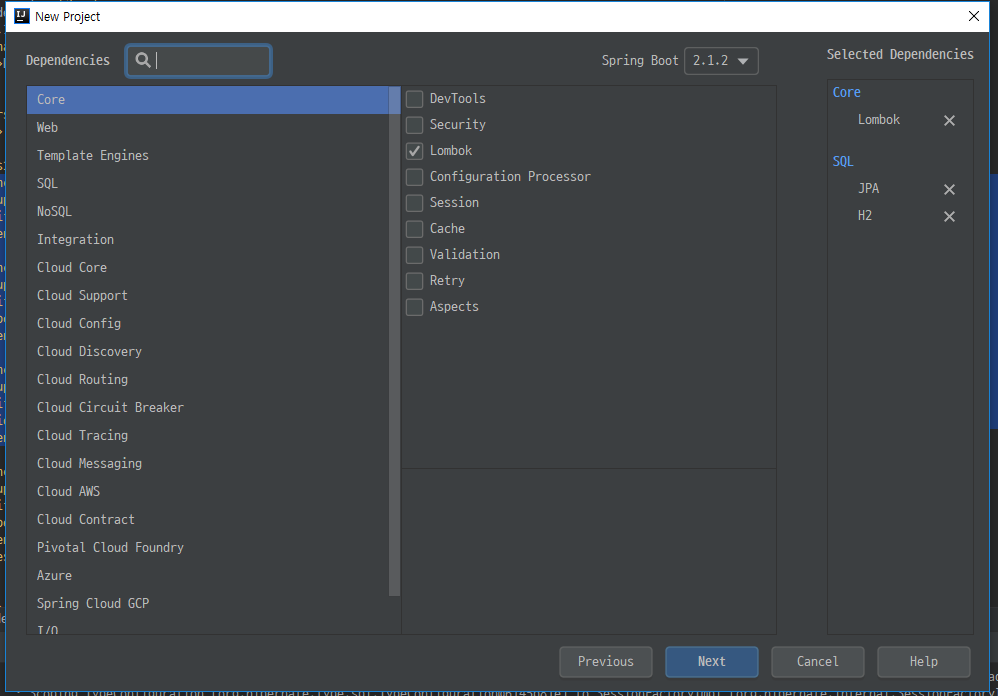 New Project
Dependencies
Spring Boot 2.1.2
Selected Dependencies
Core
Web
Template Engines
SQL
NoSQL
Integration
Cloud Core
Cloud Support
Cloud Config
Cloud Discovery
Cloud Routing
Cloud Circuit Breaker
Cloud Tracing
Cloud Messaging
Cloud AWS
Cloud Contract
Pivotal Cloud Foundry
Azure
Spring Cloud GCP
I/O
DevTools
Security
Lombok
Configuration Processor
Session
Cache
Validation
Retry
Aspects
Core
Lombok
SQL
JPA
H2
Previous
Next
Cancel
Help